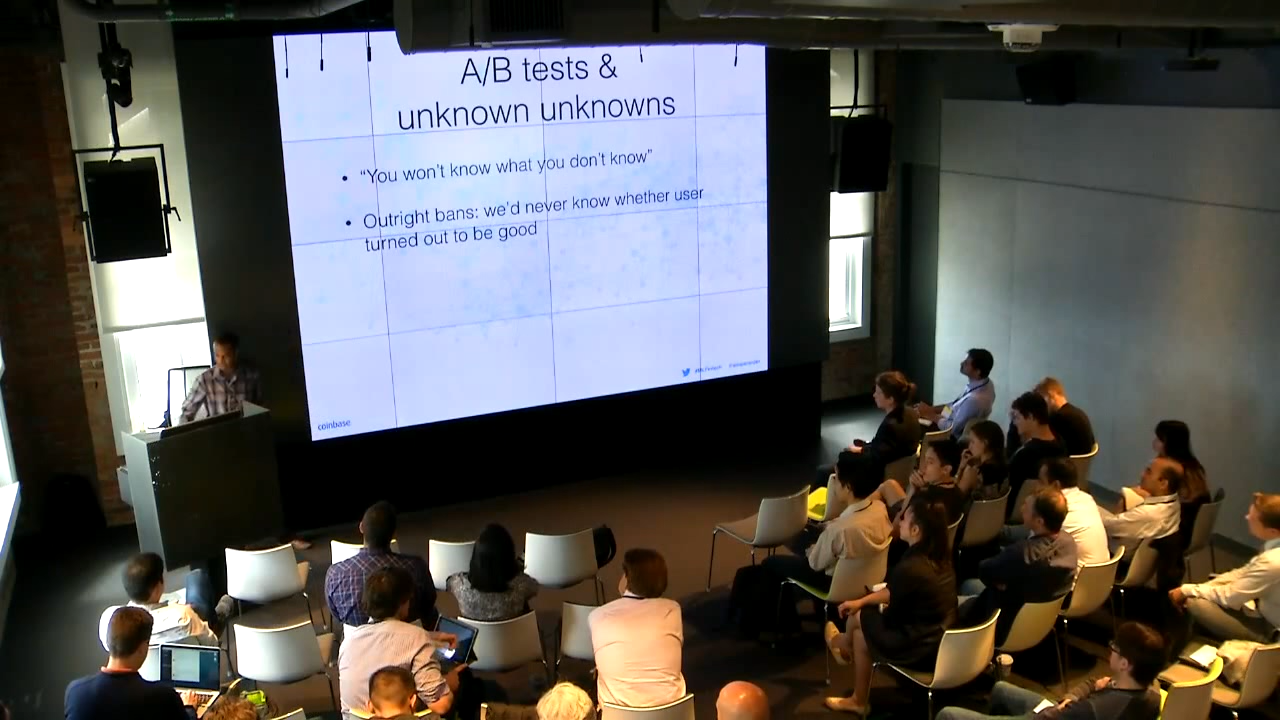 A/B tests &
unknown unknowns
• “You won’t know what you don’t know”
• Outright bans: we’d never know whether user
turned out to be good
coinbase